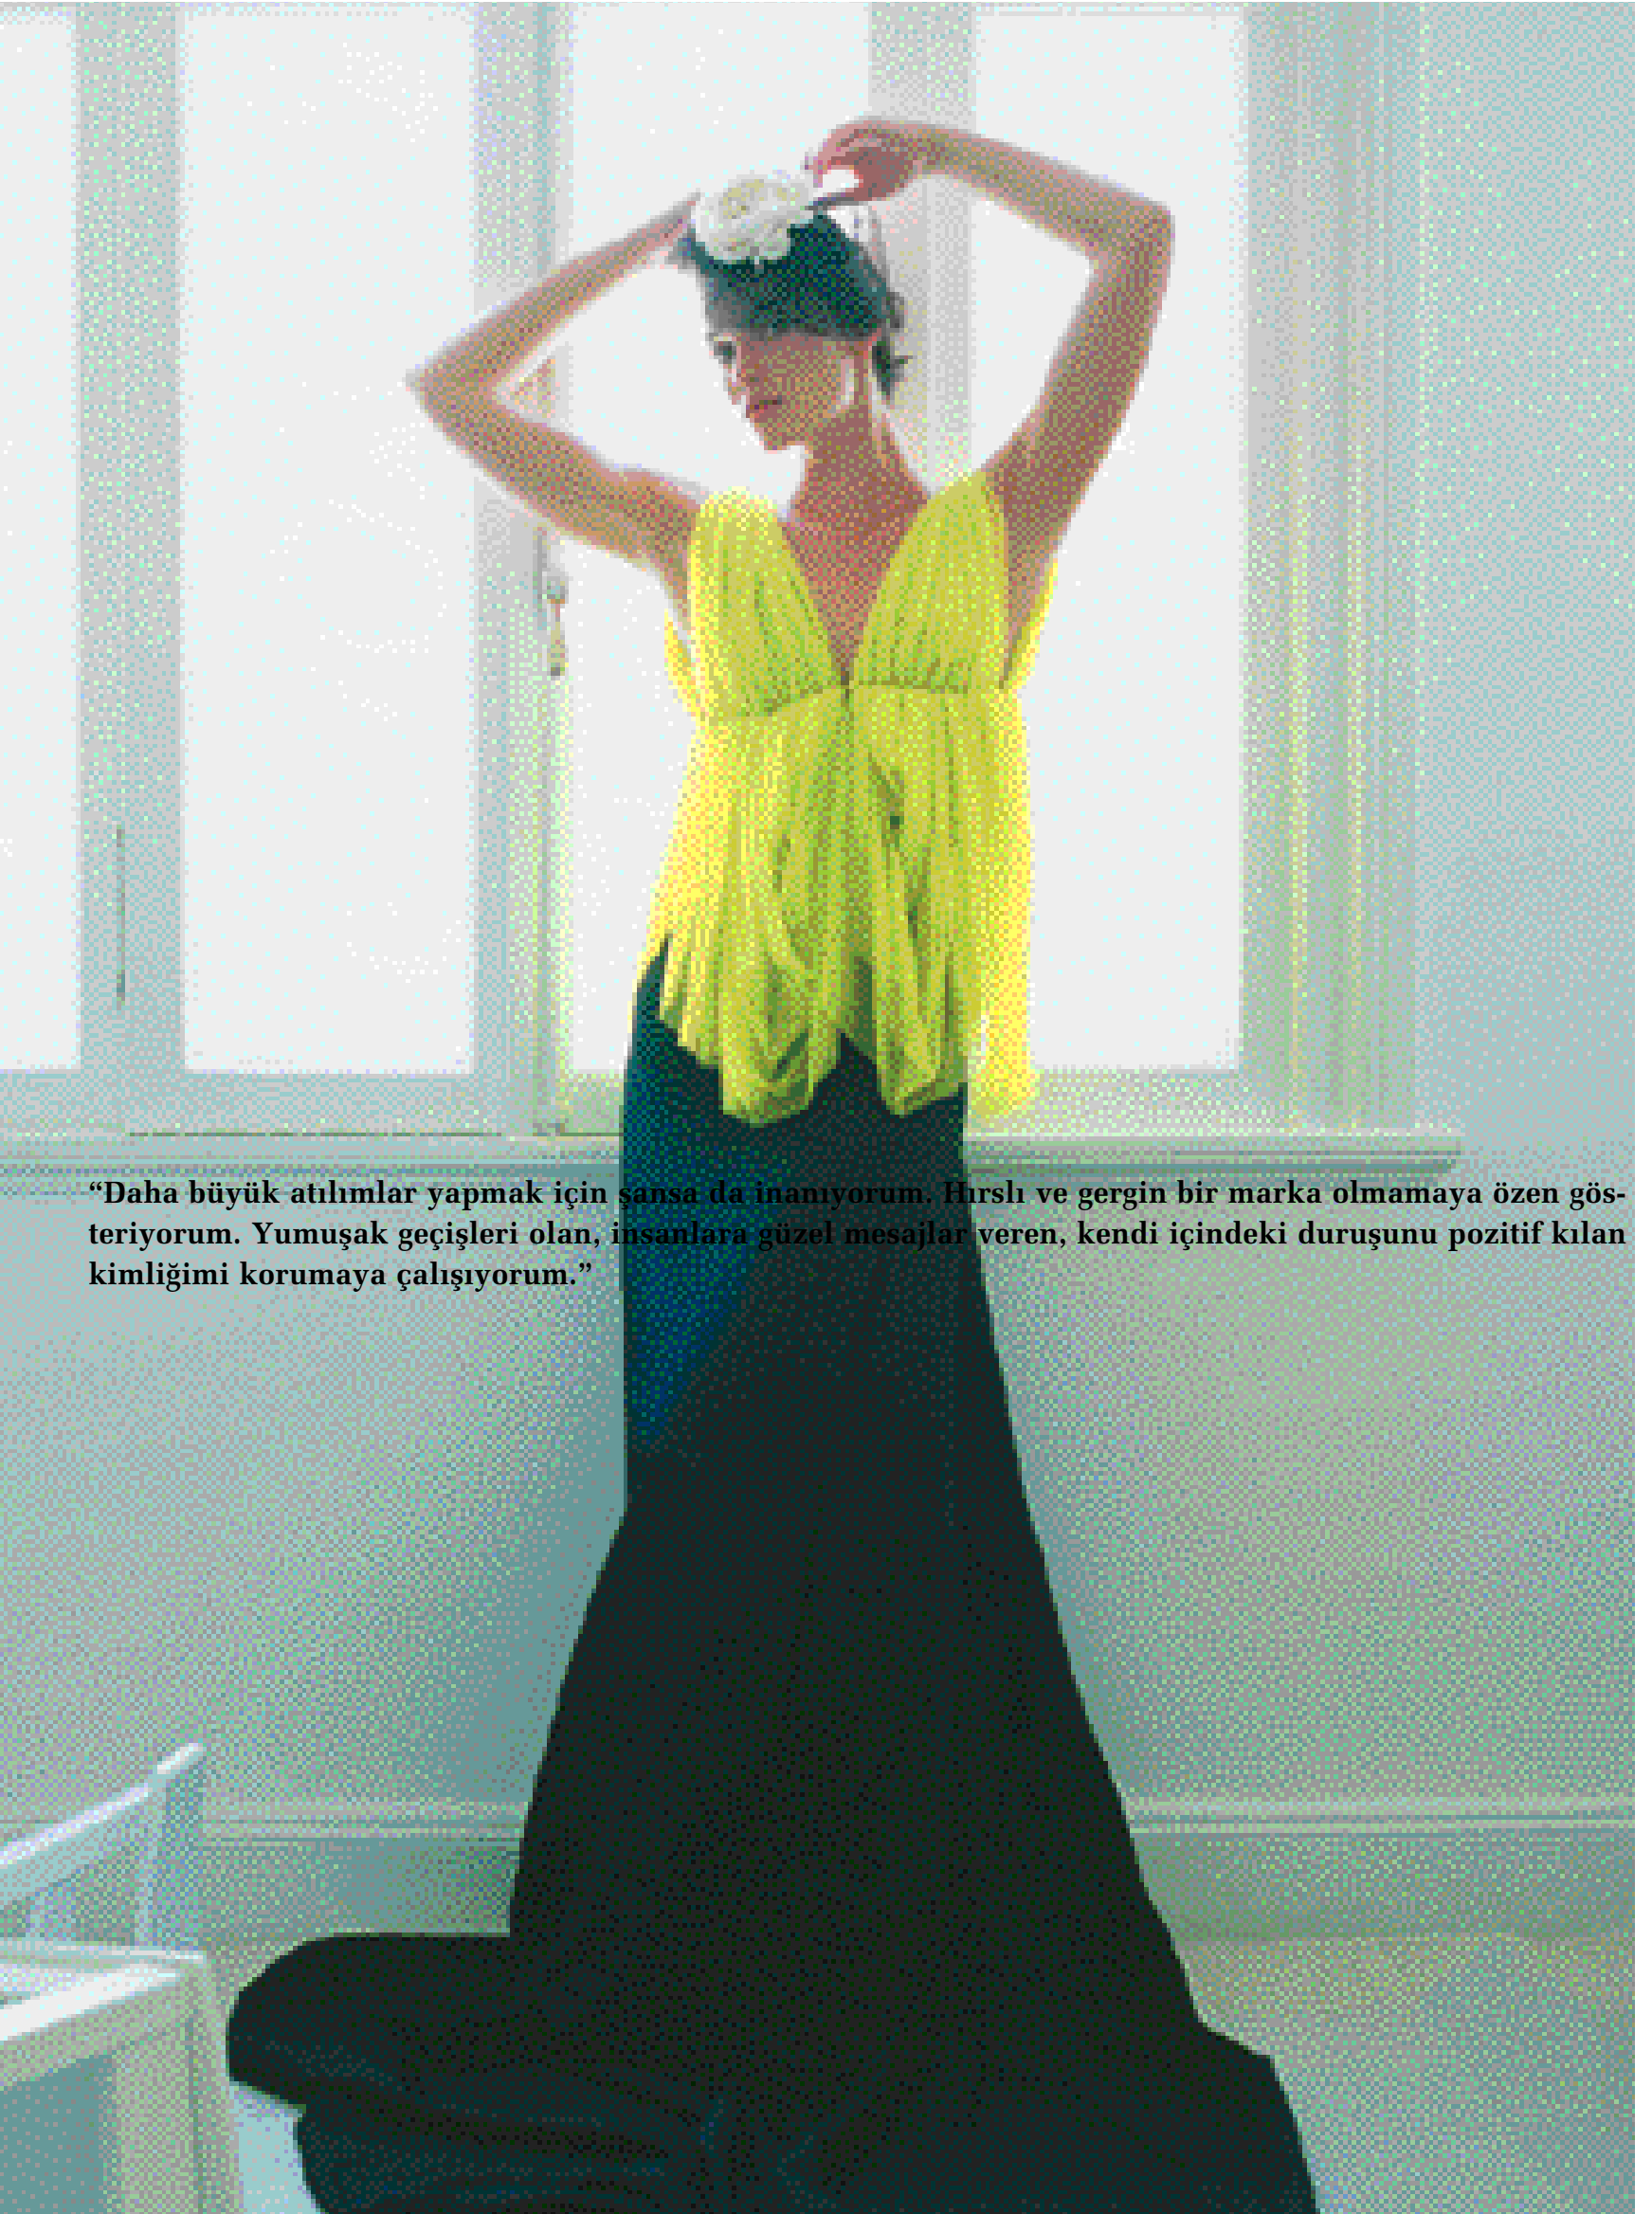 “Daha büyük atılımlar yapmak için şansa da inanıyorum. Hırslı ve gergin bir marka olmamaya özen gös-
teriyorum. Yumuşak geçişleri olan, insanlara güzel mesajlar veren, kendi içindeki duruşunu pozitif kılan
kimliğimi korumaya çalışıyorum.”